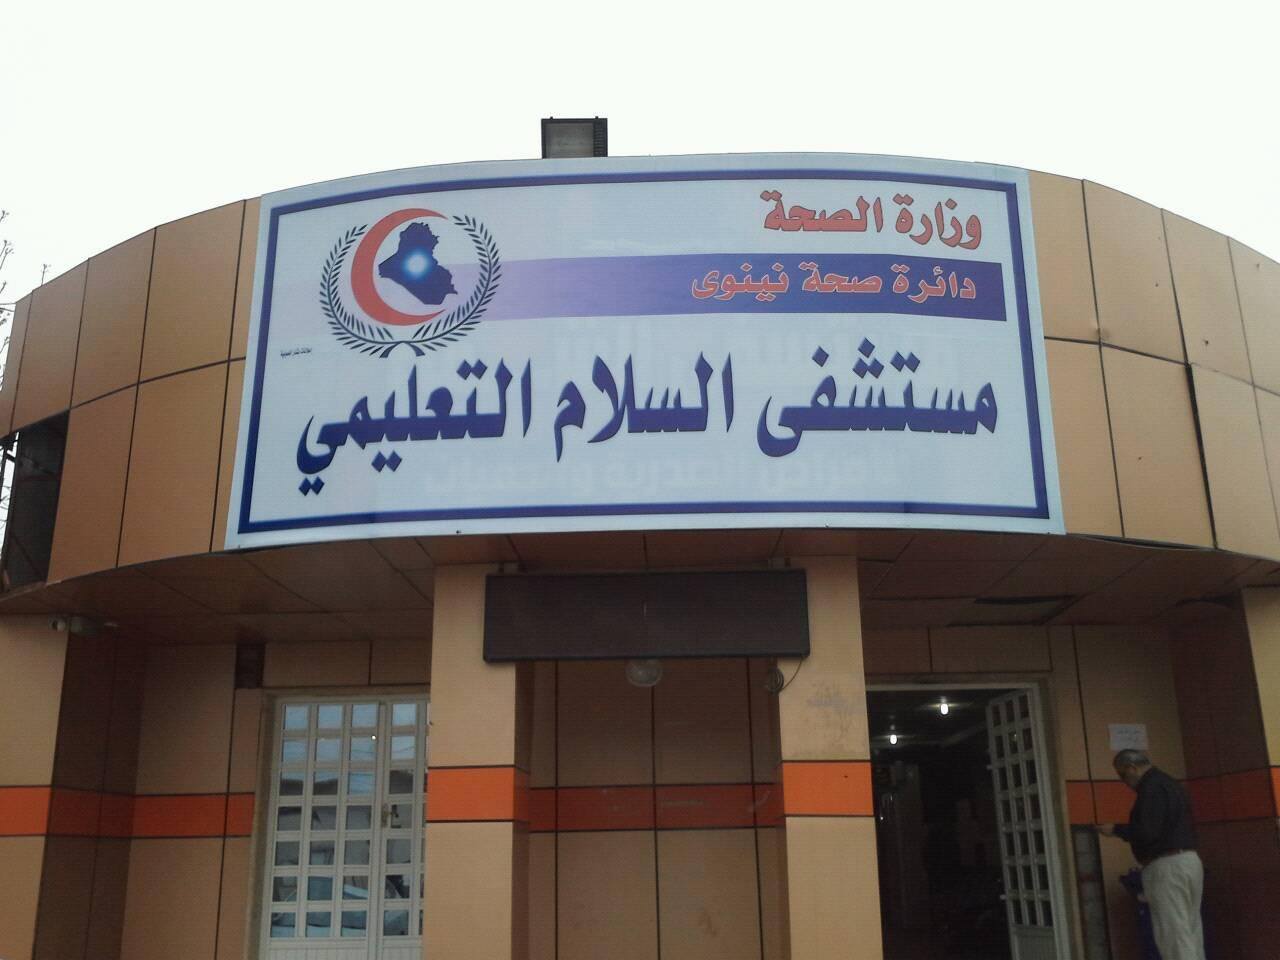 وزارة الصحة
دائرة صحة نينوى
مستشفى السلام التعليمي